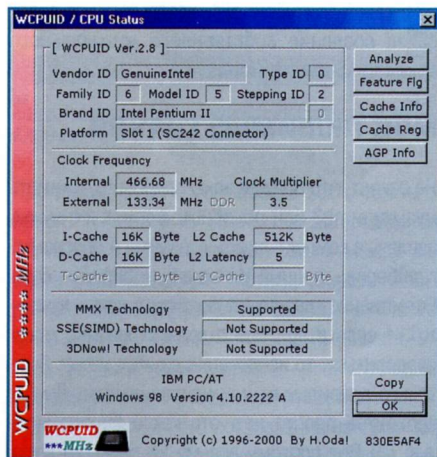 WCPUID / CPU Status
[ WCPUID Ver.2.8 ]
Vendor ID GenuineIntel Type ID 0
Family ID 6 Model ID 5 Stepping ID 2
Brand ID Intel Pentium II 0
Platform Slot 1 (SC242 Connector)
Clock Frequency
Internal 466.68 MHz Clock Multiplier
External 133.34 MHz DDR 3.5
I-Cache 16K Byte L2 Cache 512K Byte
D-Cache 16K Byte L2 Latency 5
T-Cache Byte L3 Cache Byte
MMX Technology Supported
SSE(SIMD) Technology Not Supported
3DNow! Technology Not Supported
IBM PC/AT
Windows 98 Version 4.10.2222 A
Analyze
Feature Flg
Cache Info
Cache Reg
AGP Info
Copy
OK
WCPUID **** MHz
WCPUID
***MHz
Copyright (c) 1996-2000 By H.Oda! 830E5AF4